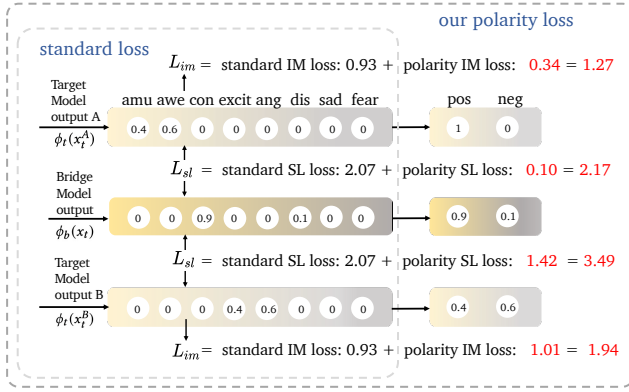 our polarity loss
standard loss
L_im = standard IM loss: 0.93 + polarity IM loss: 0.34 = 1.27
Target
Model
output A
ϕ_t(x_t^A)
amu awe con excit ang dis sad fear
pos neg
0.4 0.6 0 0 0 0 0 0
1 0
L_sl = standard SL loss: 2.07 + polarity SL loss: 0.10 = 2.17
Bridge
Model
output
ϕ_b(x_t)
0 0 0.9 0 0 0.1 0 0
0.9 0.1
L_sl = standard SL loss: 2.07 + polarity SL loss: 1.42 = 3.49
Target
Model
output B
ϕ_t(x_t^B)
0 0 0 0.4 0.6 0 0 0
0.4 0.6
L_im = standard IM loss: 0.93 + polarity IM loss: 1.01 = 1.94